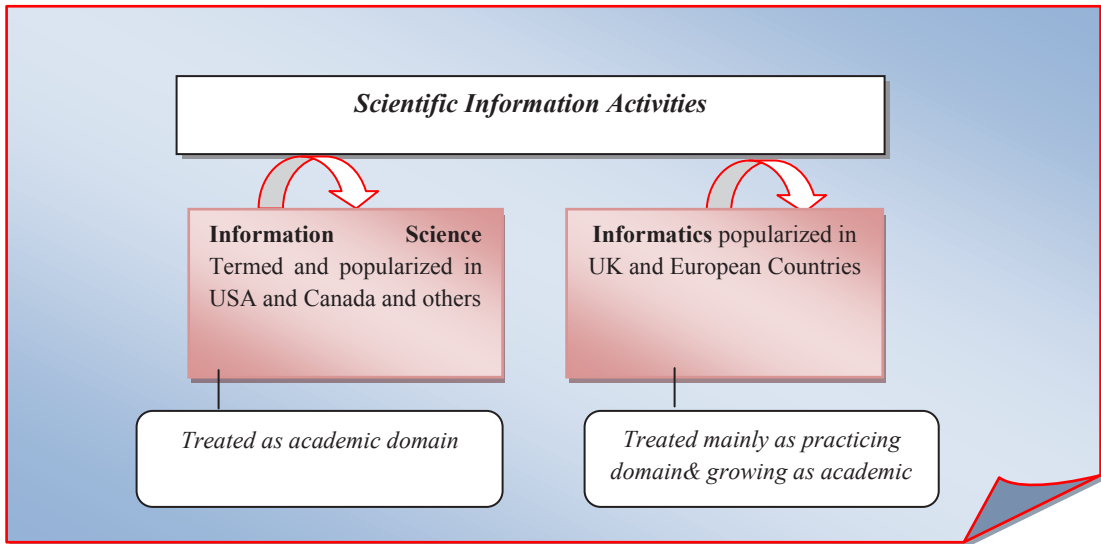 Scientific Information Activities
Information Science
Termed and popularized in
USA and Canada and others
Informatics popularized in
UK and European Countries
Treated as academic domain
Treated mainly as practicing
domain& growing as academic